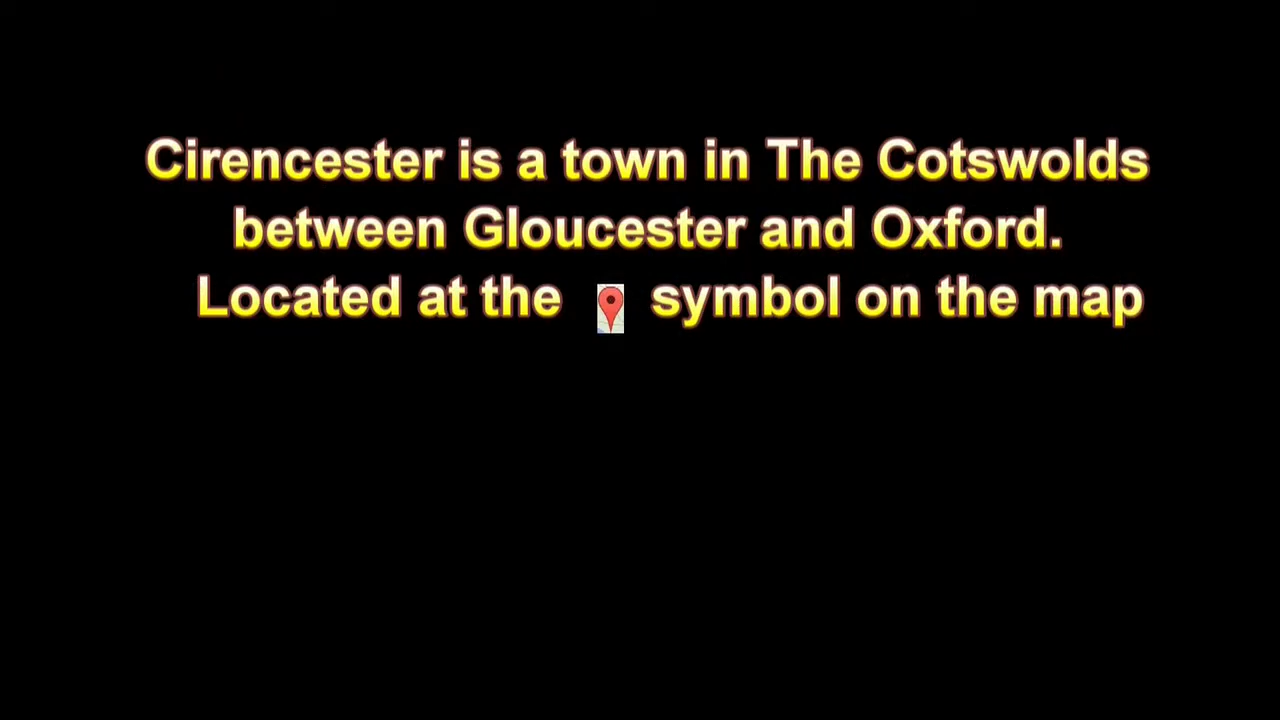 Cirencester is a town in The Cotswolds
between Gloucester and Oxford.
Located at the symbol on the map